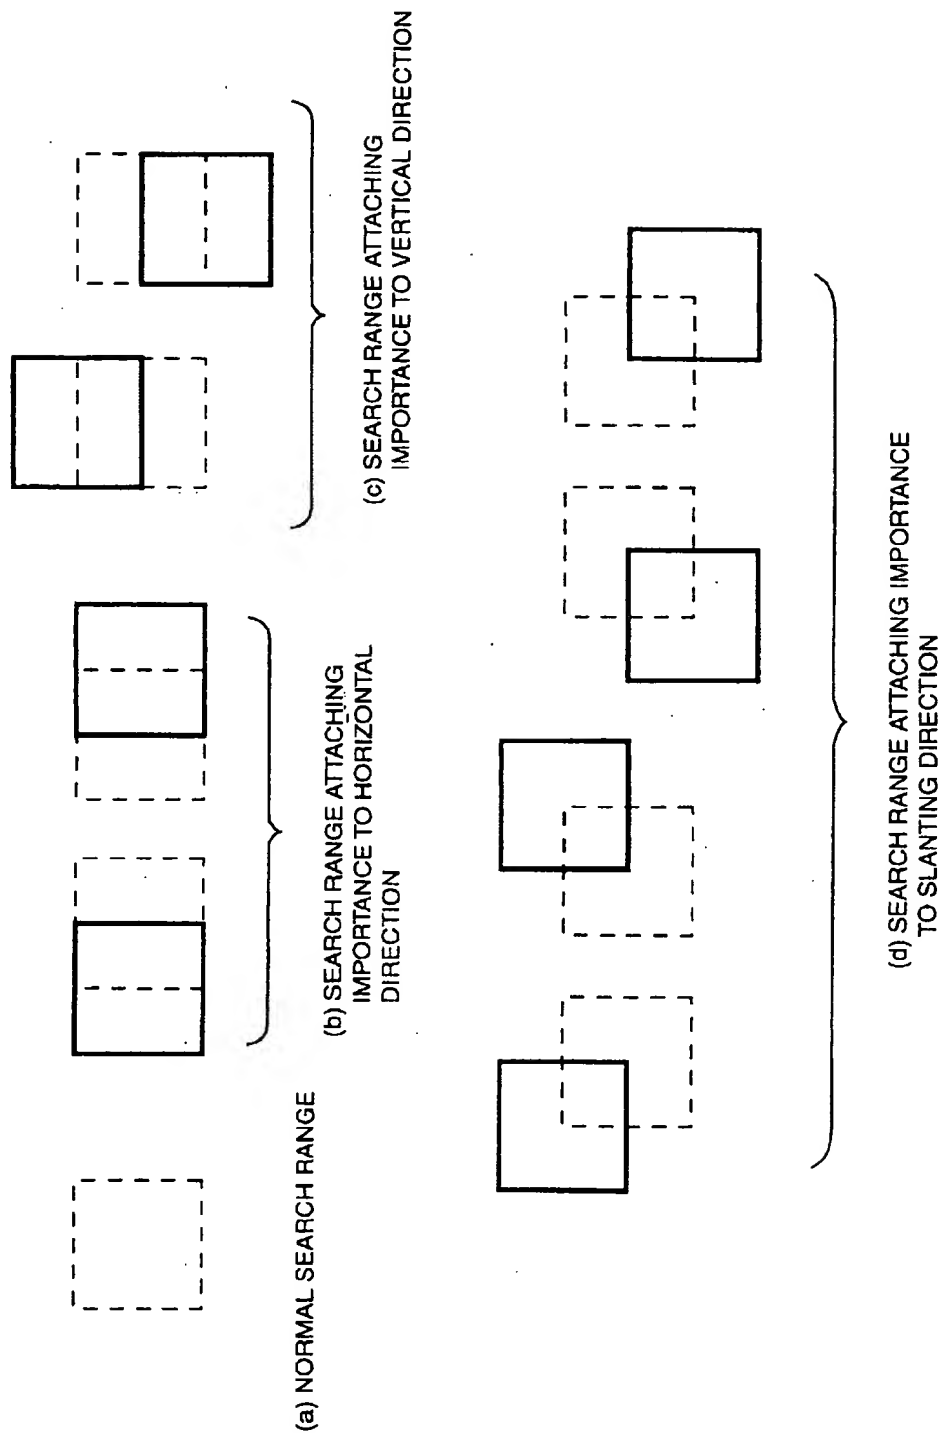 (a) NORMAL SEARCH RANGE
(b) SEARCH RANGE ATTACHING
IMPORTANCE TO HORIZONTAL
DIRECTION
(c) SEARCH RANGE ATTACHING
IMPORTANCE TO VERTICAL DIRECTION
(d) SEARCH RANGE ATTACHING IMPORTANCE
TO SLANTING DIRECTION